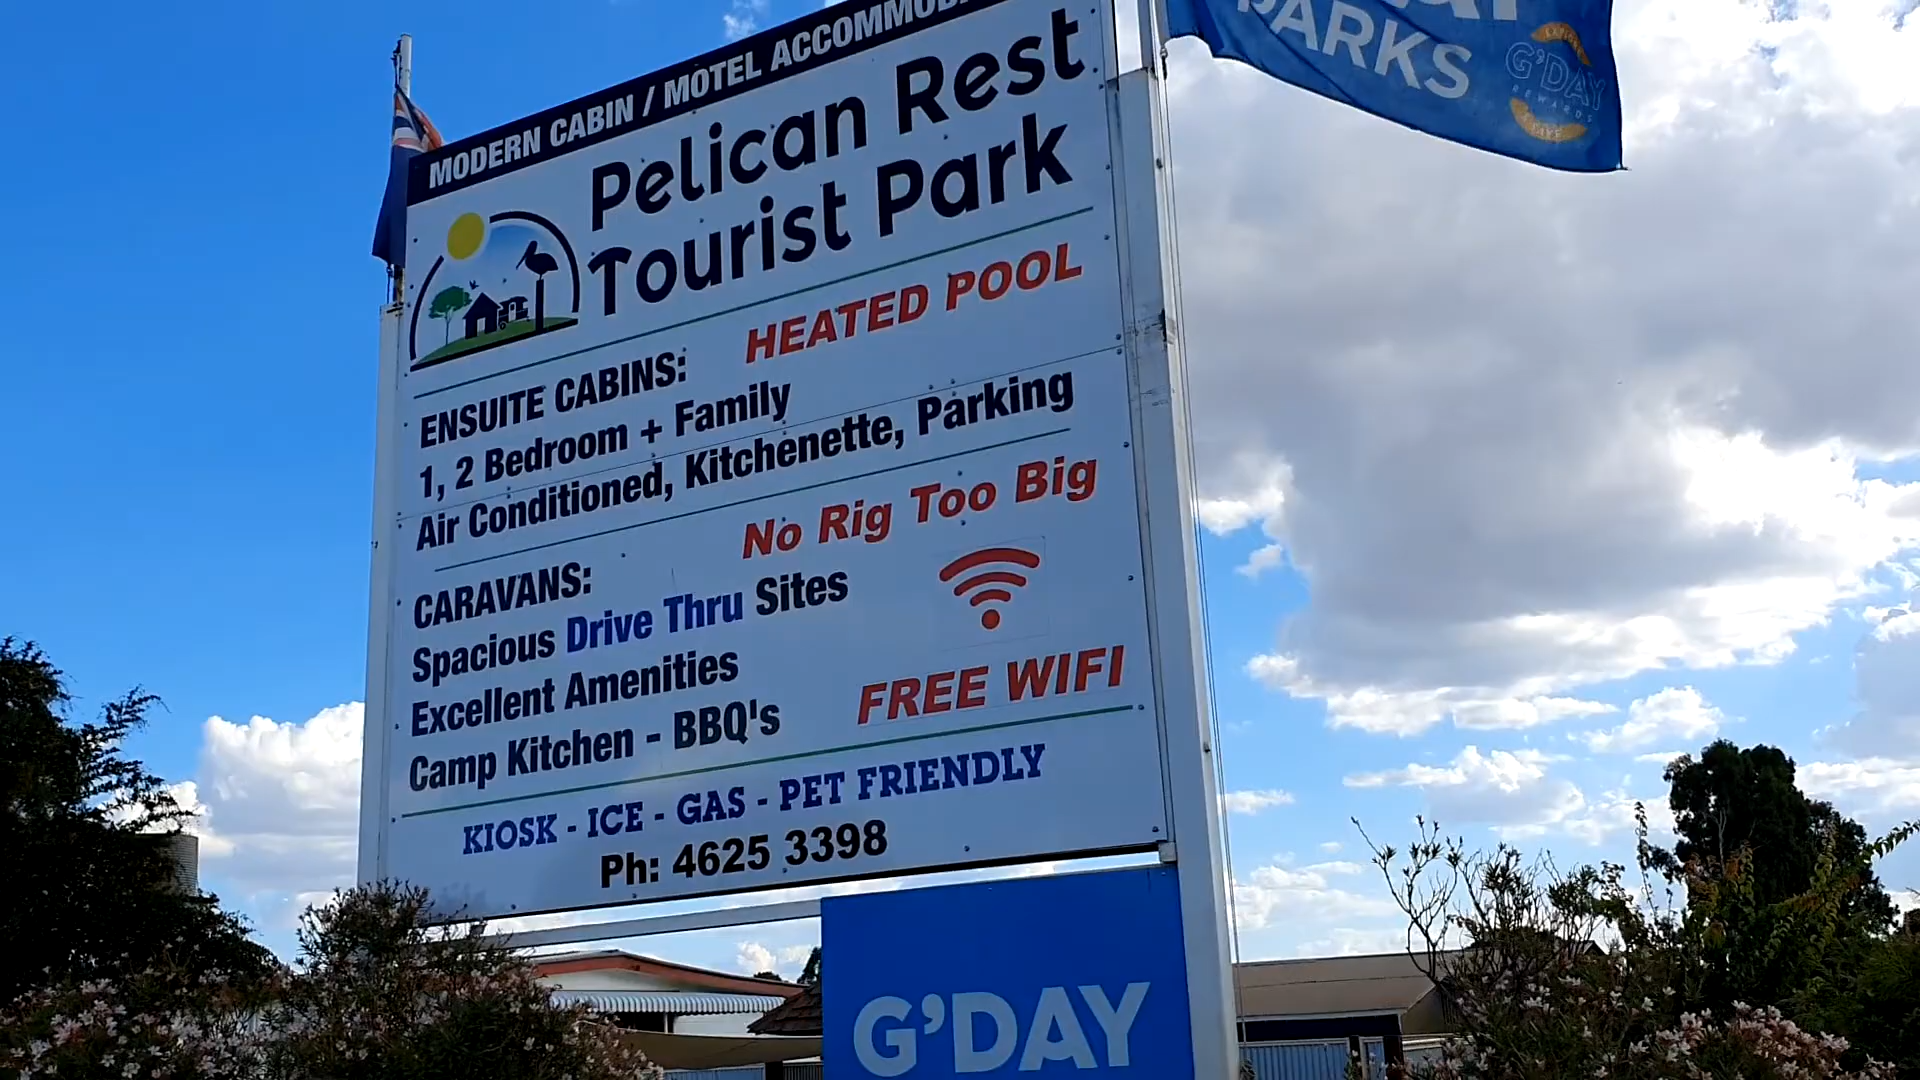 MODERN CABIN / MOTEL
Pelican Rest
Tourist Park
HEATED POOL
ENSUITE CABINS:
1, 2 Bedroom + Family
Air Conditioned, Kitchenette, Parking
No Rig Too Big
CARAVANS:
Spacious Drive Thru Sites
Excellent Amenities
Camp Kitchen - BBQ's
FREE WIFI
KIOSK - ICE - GAS - PET FRIENDLY
Ph: 4625 3398
G'DAY
PARKS
G'DAY
REWARDS